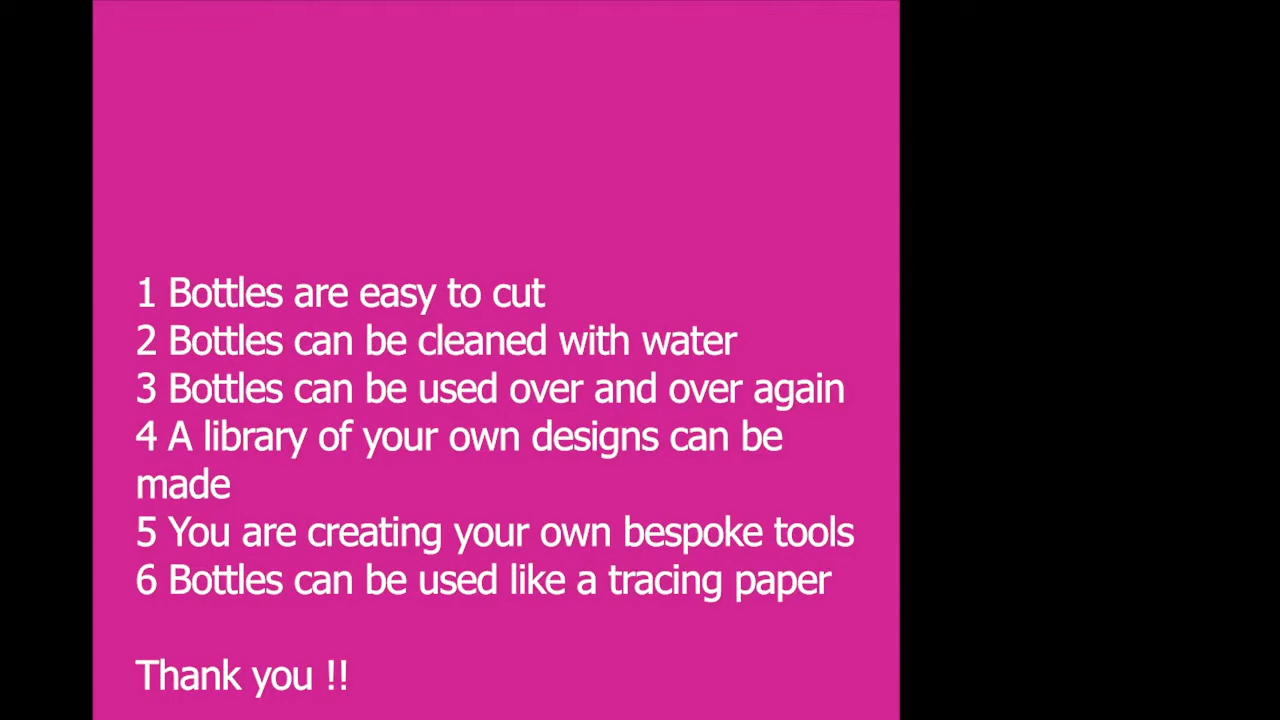 1 Bottles are easy to cut
2 Bottles can be cleaned with water
3 Bottles can be used over and over again
4 A library of your own designs can be
made
5 You are creating your own bespoke tools
6 Bottles can be used like a tracing paper
Thank you !!